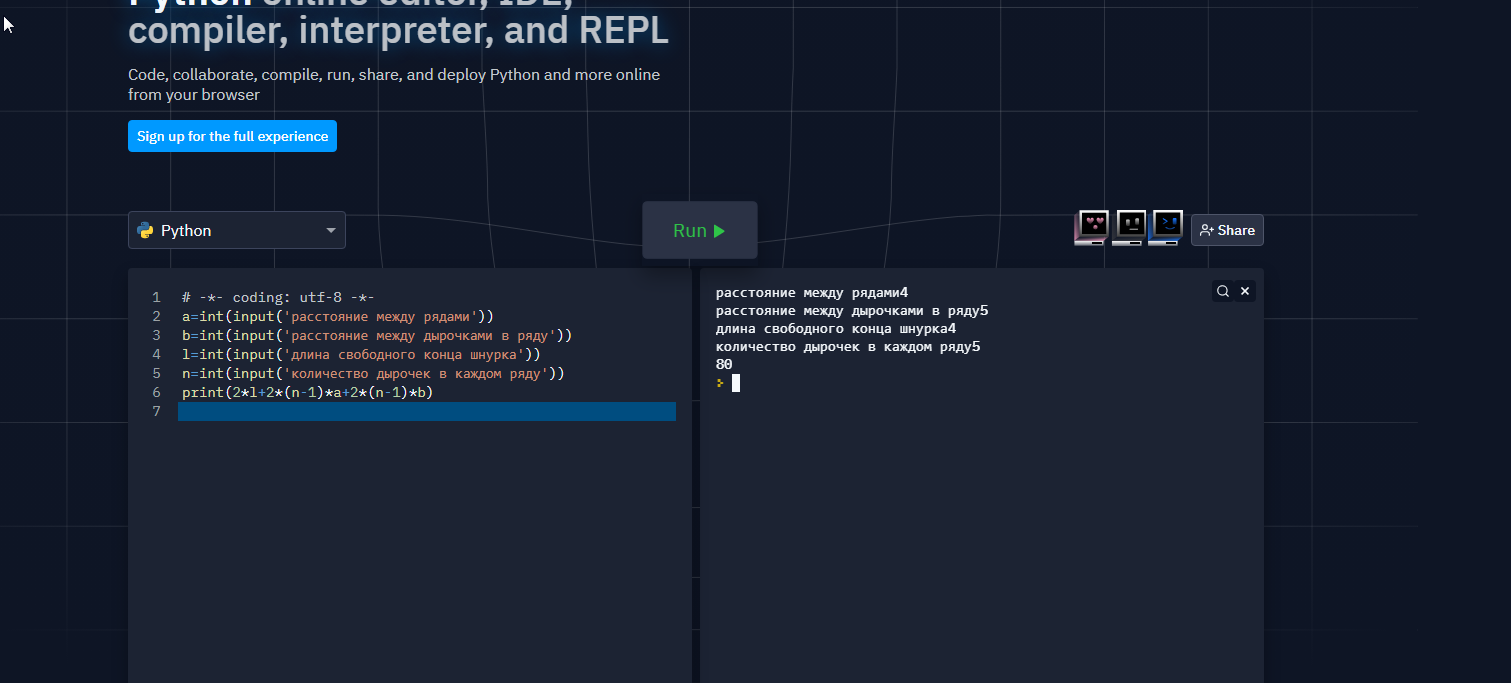 Python online editor, IDE,
compiler, interpreter, and REPL
Code, collaborate, compile, run, share, and deploy Python and more online
from your browser
Sign up for the full experience
Python
Run
Share
1 # -*- coding: utf-8 -*-
2 a=int(input('расстояние между рядами'))
3 b=int(input('расстояние между дырочками в ряду'))
4 l=int(input('длина свободного конца шнурка'))
5 n=int(input('количество дырочек в каждом ряду'))
6 print(2*l+2*(n-1)*a+2*(n-1)*b)
7
расстояние между рядами4
расстояние между дырочками в ряду5
длина свободного конца шнурка4
количество дырочек в каждом ряду5
80